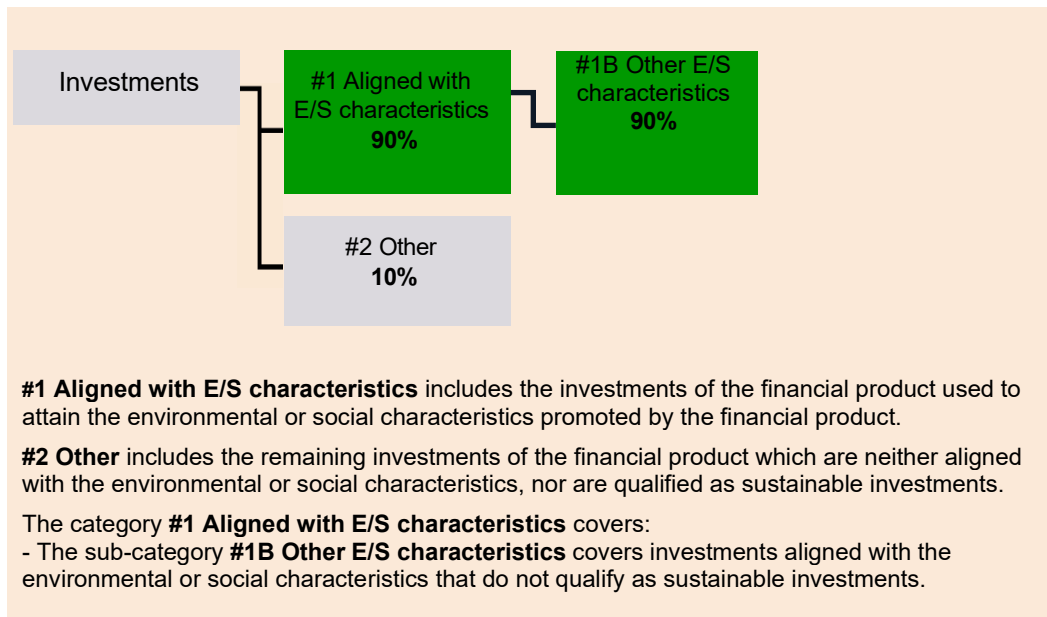 Investments
#1 Aligned with
E/S characteristics
90%
#1B Other E/S
characteristics
90%
#2 Other
10%
#1 Aligned with E/S characteristics includes the investments of the financial product used to
attain the environmental or social characteristics promoted by the financial product.
#2 Other includes the remaining investments of the financial product which are neither aligned
with the environmental or social characteristics, nor are qualified as sustainable investments.
The category #1 Aligned with E/S characteristics covers:
- The sub-category #1B Other E/S characteristics covers investments aligned with the
environmental or social characteristics that do not qualify as sustainable investments.